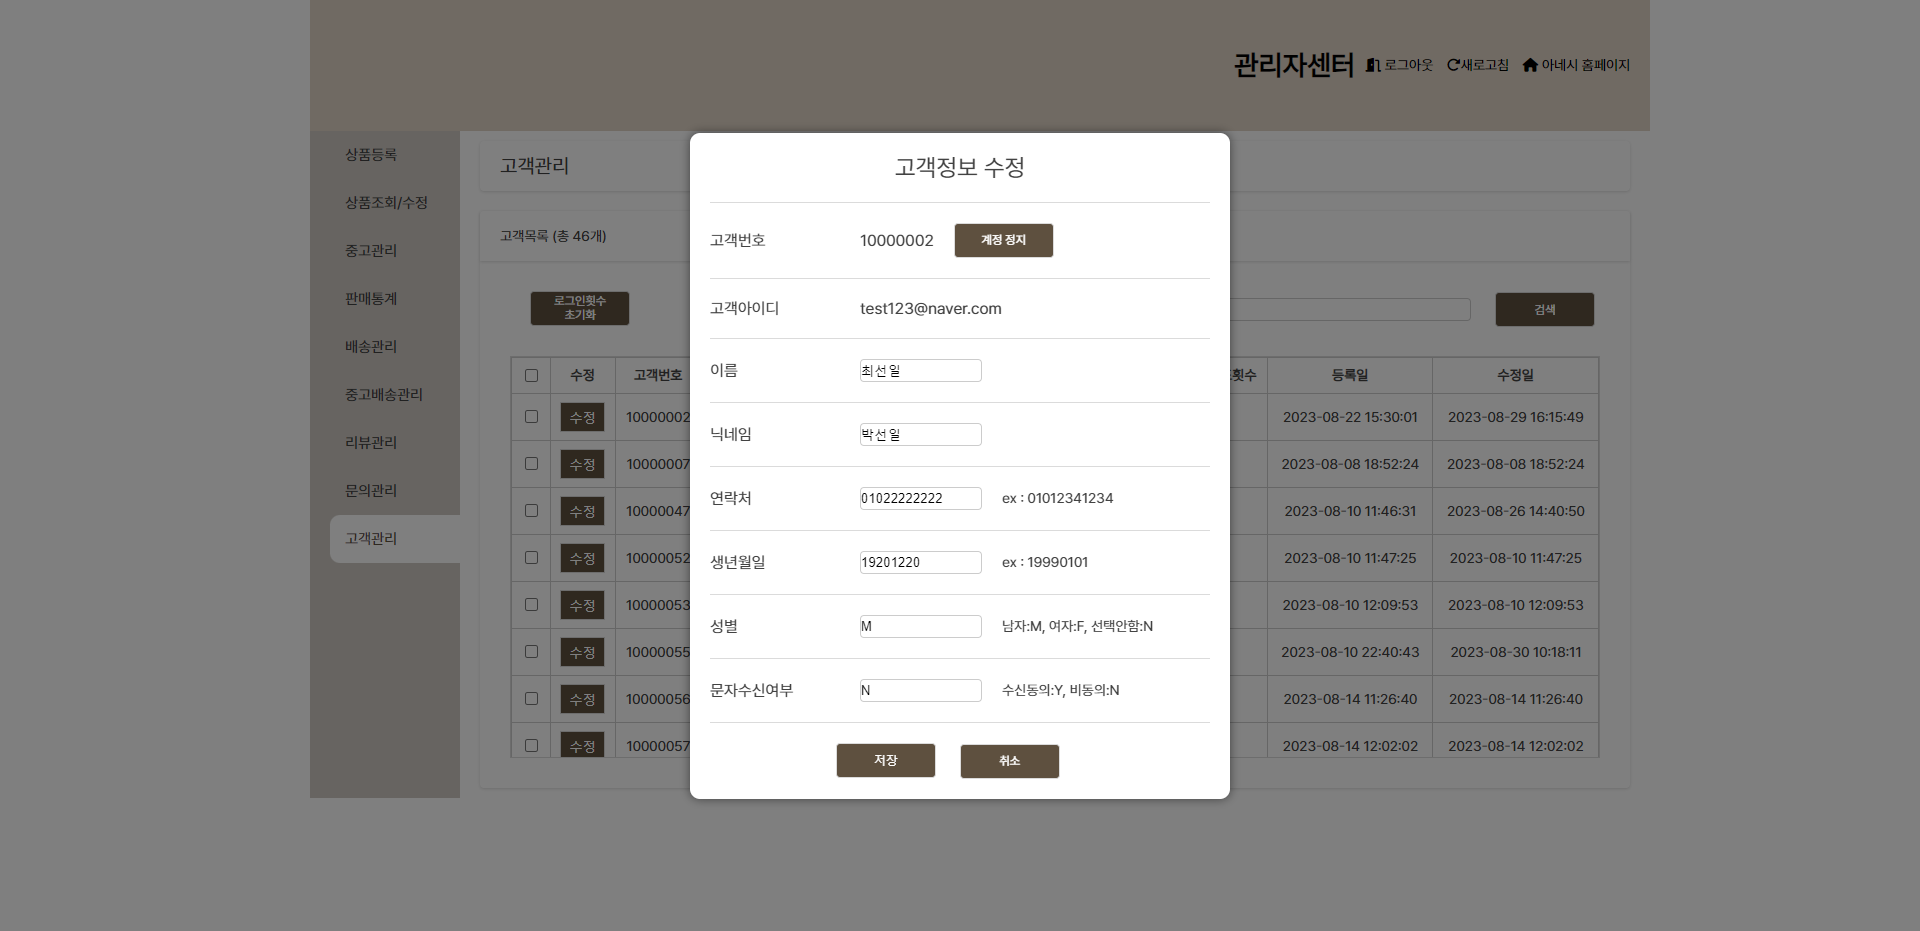 관리자센터 로그아웃 새로고침 아네시 홈페이지
상품등록
상품조회/수정
중고관리
판매통계
배송관리
중고배송관리
리뷰관리
문의관리
고객관리
고객관리
고객목록 (총 46개)
로그인횟수
초기화
검색
수정 고객번호 횟수 등록일 수정일
수정 10000002 2023-08-22 15:30:01 2023-08-29 16:15:49
수정 10000007 2023-08-08 18:52:24 2023-08-08 18:52:24
수정 10000047 2023-08-10 11:46:31 2023-08-26 14:40:50
수정 10000052 2023-08-10 11:47:25 2023-08-10 11:47:25
수정 10000053 2023-08-10 12:09:53 2023-08-10 12:09:53
수정 10000055 2023-08-10 22:40:43 2023-08-30 10:18:11
수정 10000056 2023-08-14 11:26:40 2023-08-14 11:26:40
수정 10000057 2023-08-14 12:02:02 2023-08-14 12:02:02
고객정보 수정
고객번호 10000002 계정 정지
고객아이디 test123@naver.com
이름 최선일
닉네임 박선일
연락처 01022222222 ex : 01012341234
생년월일 19201220 ex : 19990101
성별 M 남자:M, 여자:F, 선택안함:N
문자수신여부 N 수신동의:Y, 비동의:N
저장 취소